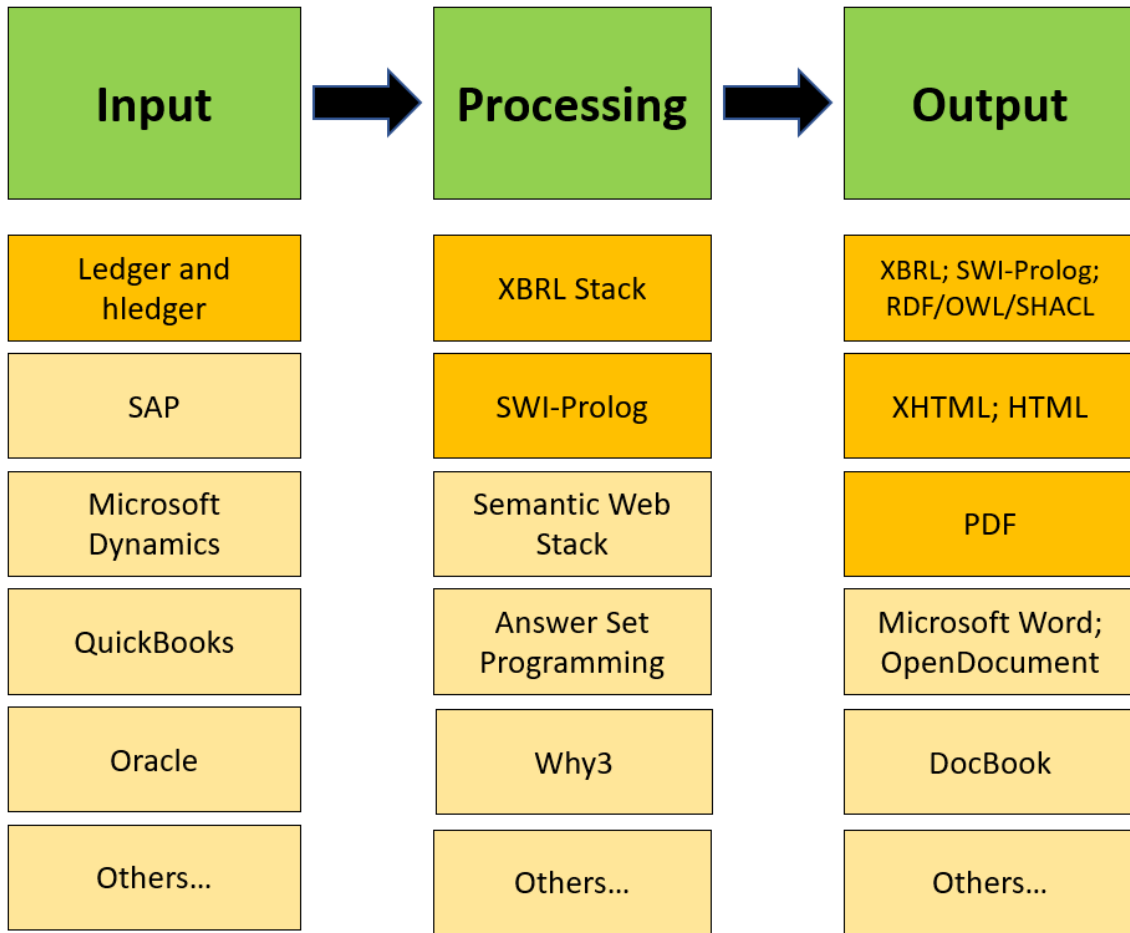 Input
Processing
Output
Ledger and
hledger
XBRL Stack
XBRL; SWI-Prolog;
RDF/OWL/SHACL
SAP
SWI-Prolog
XHTML; HTML
Microsoft
Dynamics
Semantic Web
Stack
PDF
QuickBooks
Answer Set
Programming
Microsoft Word;
OpenDocument
Oracle
Why3
DocBook
Others...
Others...
Others...